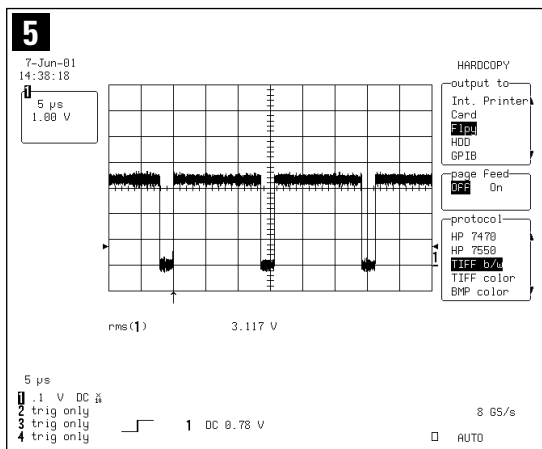 5
7-Jun-01
14:38:18
1
5 µs
1.00 V
HARDCOPY
output to
Int. Printer
Card
Flpy
HDD
GPIB
page feed
Off On
protocol
HP 7470
HP 7550
TIFF b/w
TIFF color
BMP color
1
rms(1) 3.117 V
5 µs
1 .1 V DC
2 trig only
3 trig only
4 trig only
1 DC 0.78 V
8 GS/s
AUTO